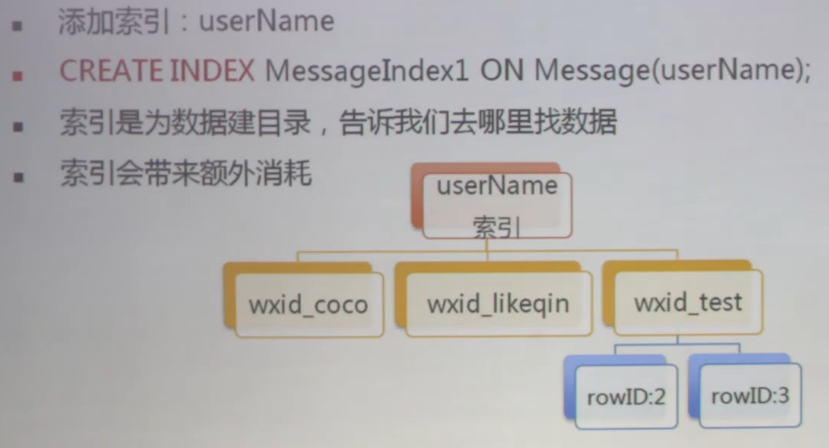 添加索引：userName
CREATE INDEX MessageIndex1 ON Message(userName);
索引是为数据建目录，告诉我们去哪里找数据
索引会带来额外消耗
userName
索引
wxid_coco
wxid_likeqin
wxid_test
rowID:2
rowID:3